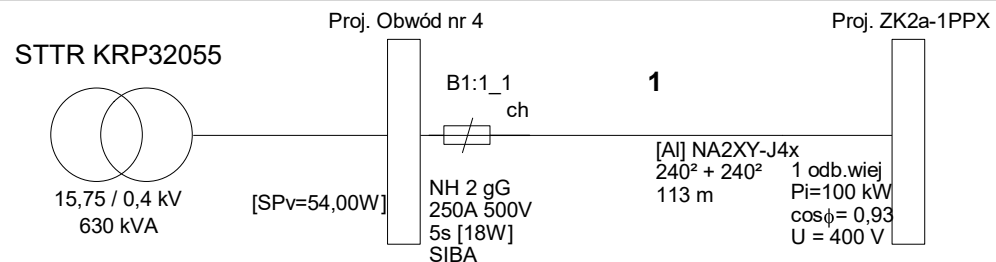 Proj. Obwód nr 4
Proj. ZK2a-1PPX
STTR KRP32055
B1:1_1
ch
1
15,75 / 0,4 kV
630 kVA
[SPv=54,00W]
NH 2 gG
250A 500V
5s [18W]
SIBA
[Al] NA2XY-J4x
240² + 240²
113 m
1 odb.wiej
Pi=100 kW
cosϕ= 0,93
U = 400 V